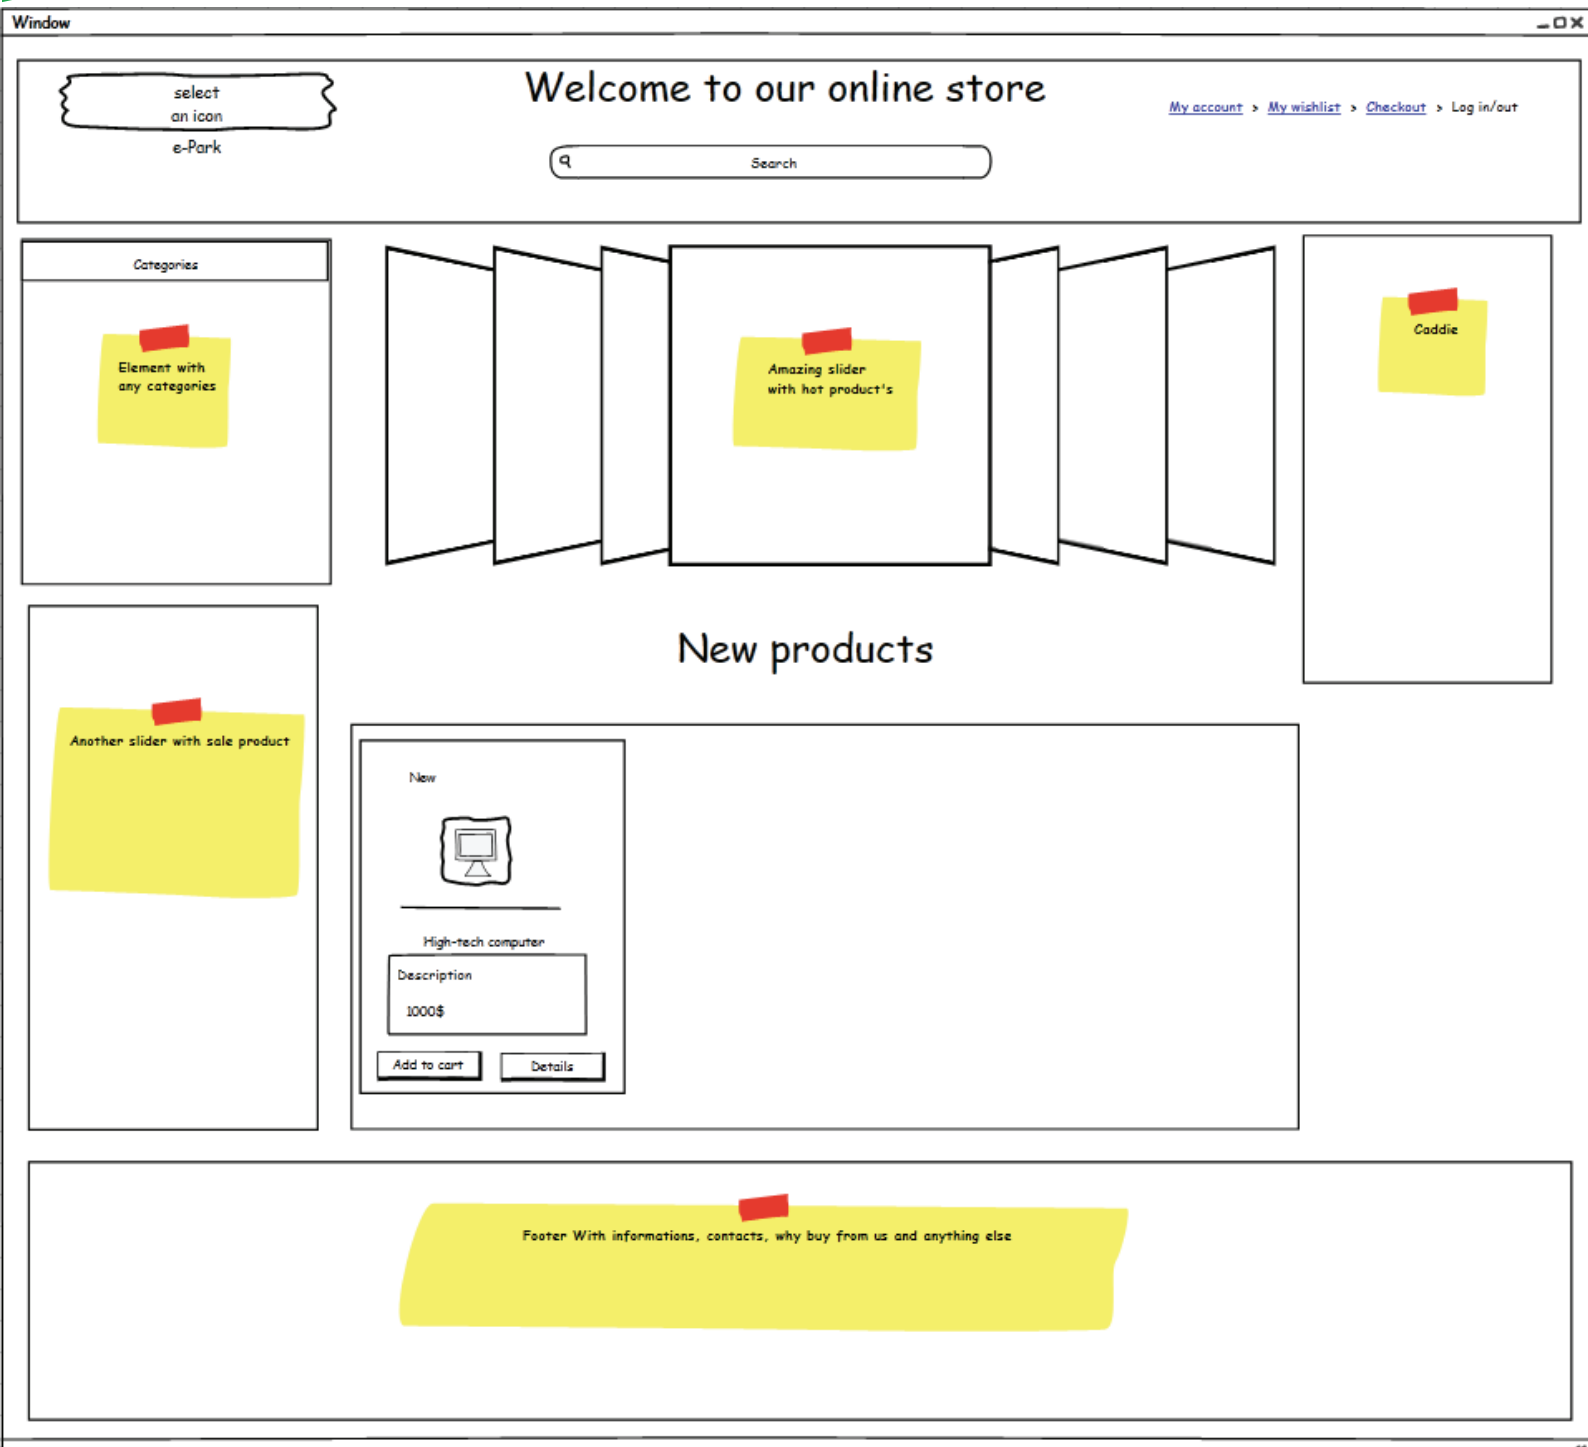 Window
select
an icon
e-Park
Welcome to our online store
Search
My account > My wishlist > Checkout > Log in/out
Categories
Element with
any categories
Amazing slider
with hot product's
Caddie
New products
Another slider with sale product
New
High-tech computer
Description
1000$
Add to cart
Details
Footer With informations, contacts, why buy from us and anything else